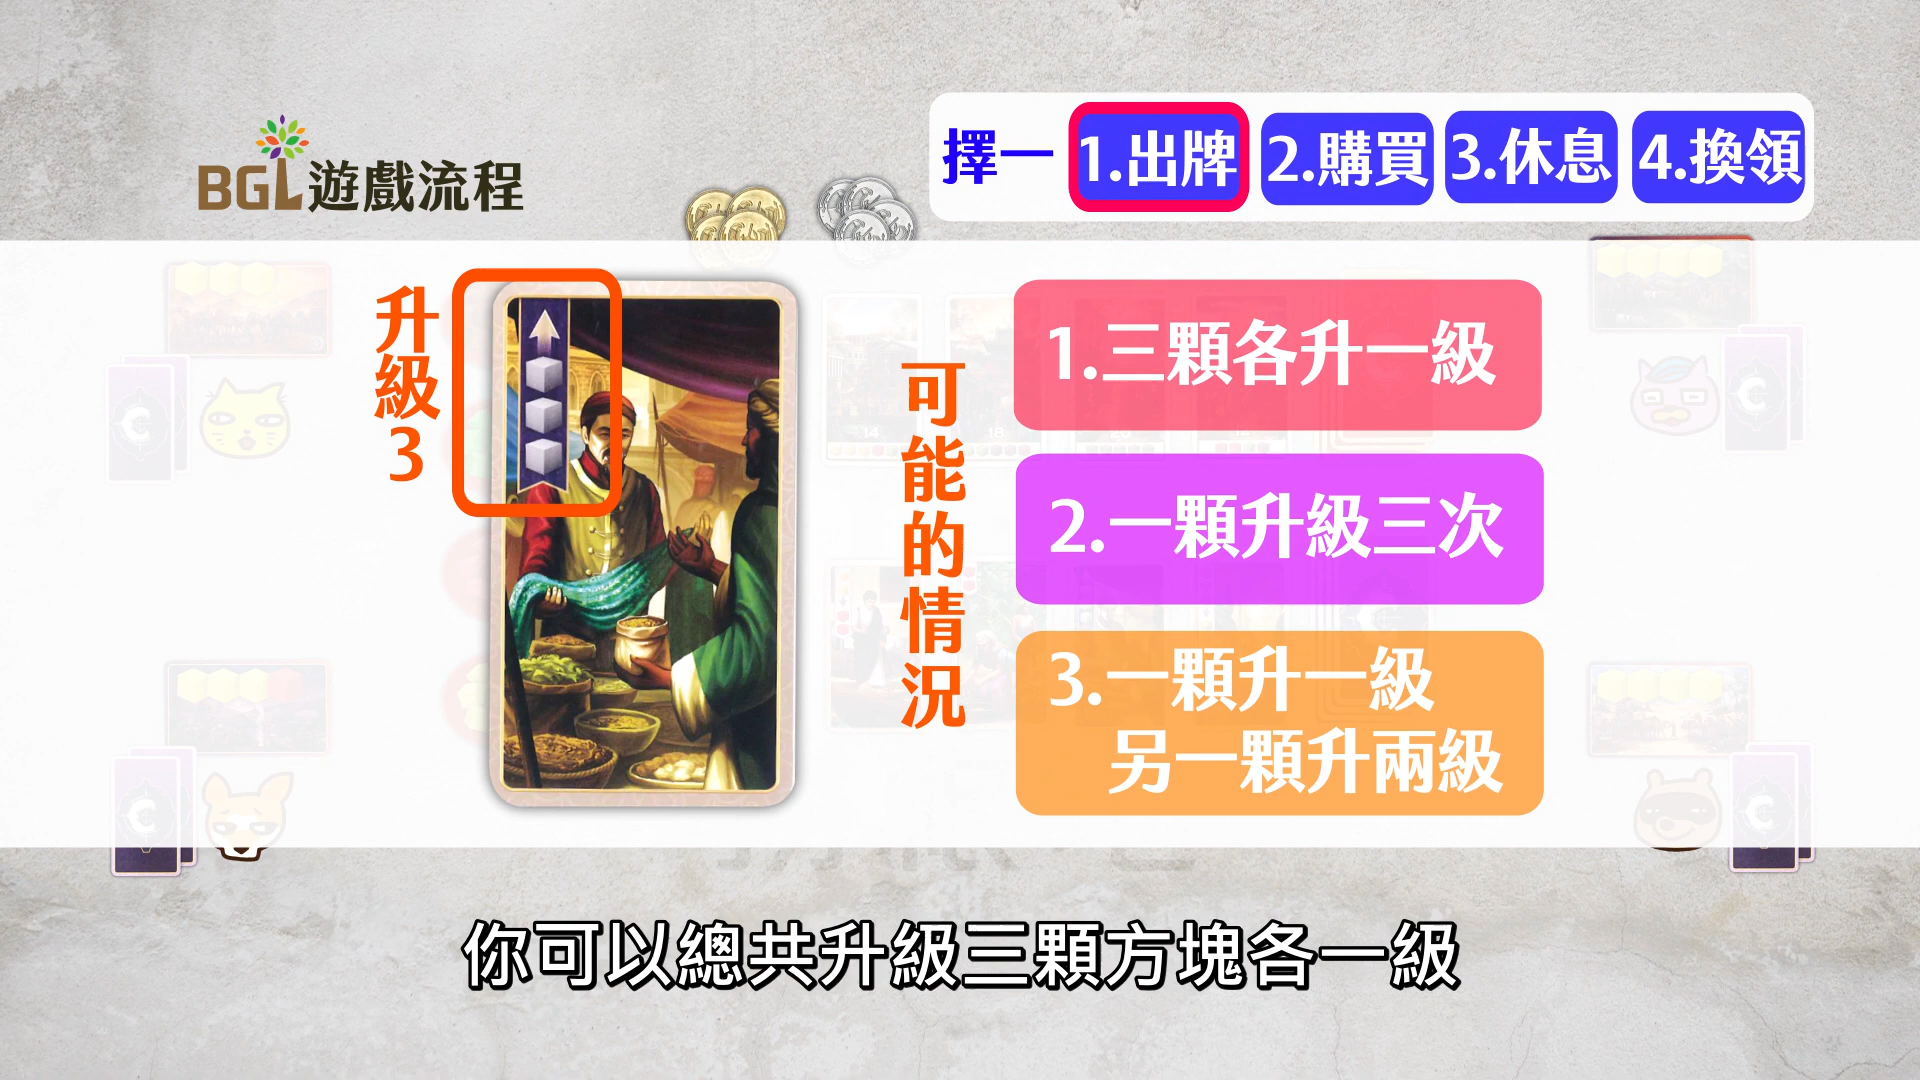 BGL遊戲流程
擇一 1.出牌 2.購買 3.休息 4.換領
升級3
可能的情況
1.三顆各升一級
2.一顆升級三次
3.一顆升一級
另一顆升兩級
你可以總共升級三顆方塊各一級